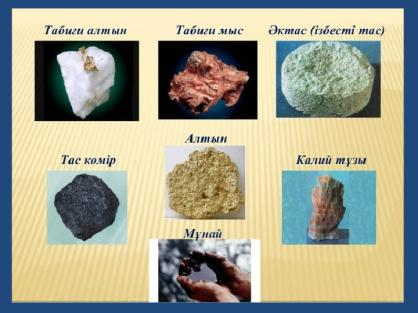 Табиғи алтын
Табиғи мыс
Әктас (ізбесті тас)
Алтын
Тас көмір
Калий тұзы
Мұнай